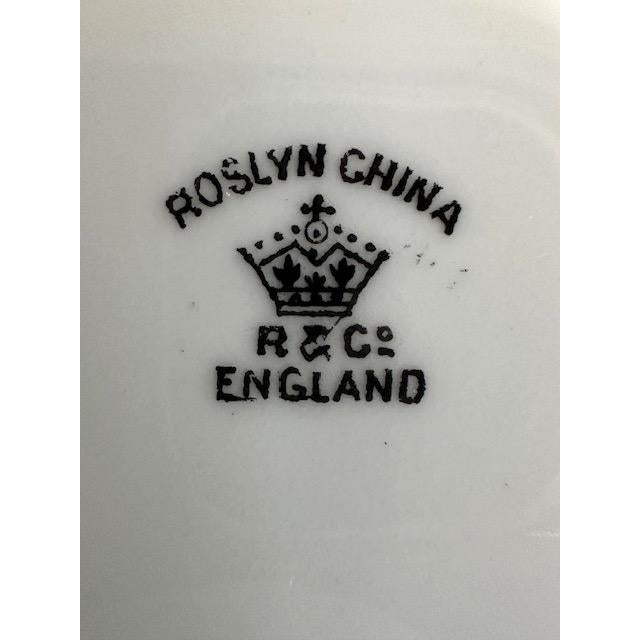 ROSLYN CHINA
R & Cº
ENGLAND